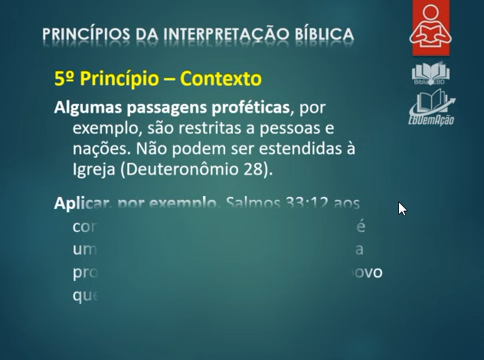 PRINCÍPIOS DA INTERPRETAÇÃO BÍBLICA
5º Princípio – Contexto
Algumas passagens proféticas, por
exemplo, são restritas a pessoas e
nações. Não podem ser estendidas à
Igreja (Deuteronômio 28).
Aplicar, por exemplo, Salmos 33:12 aos
é
um
a
EBDemAção